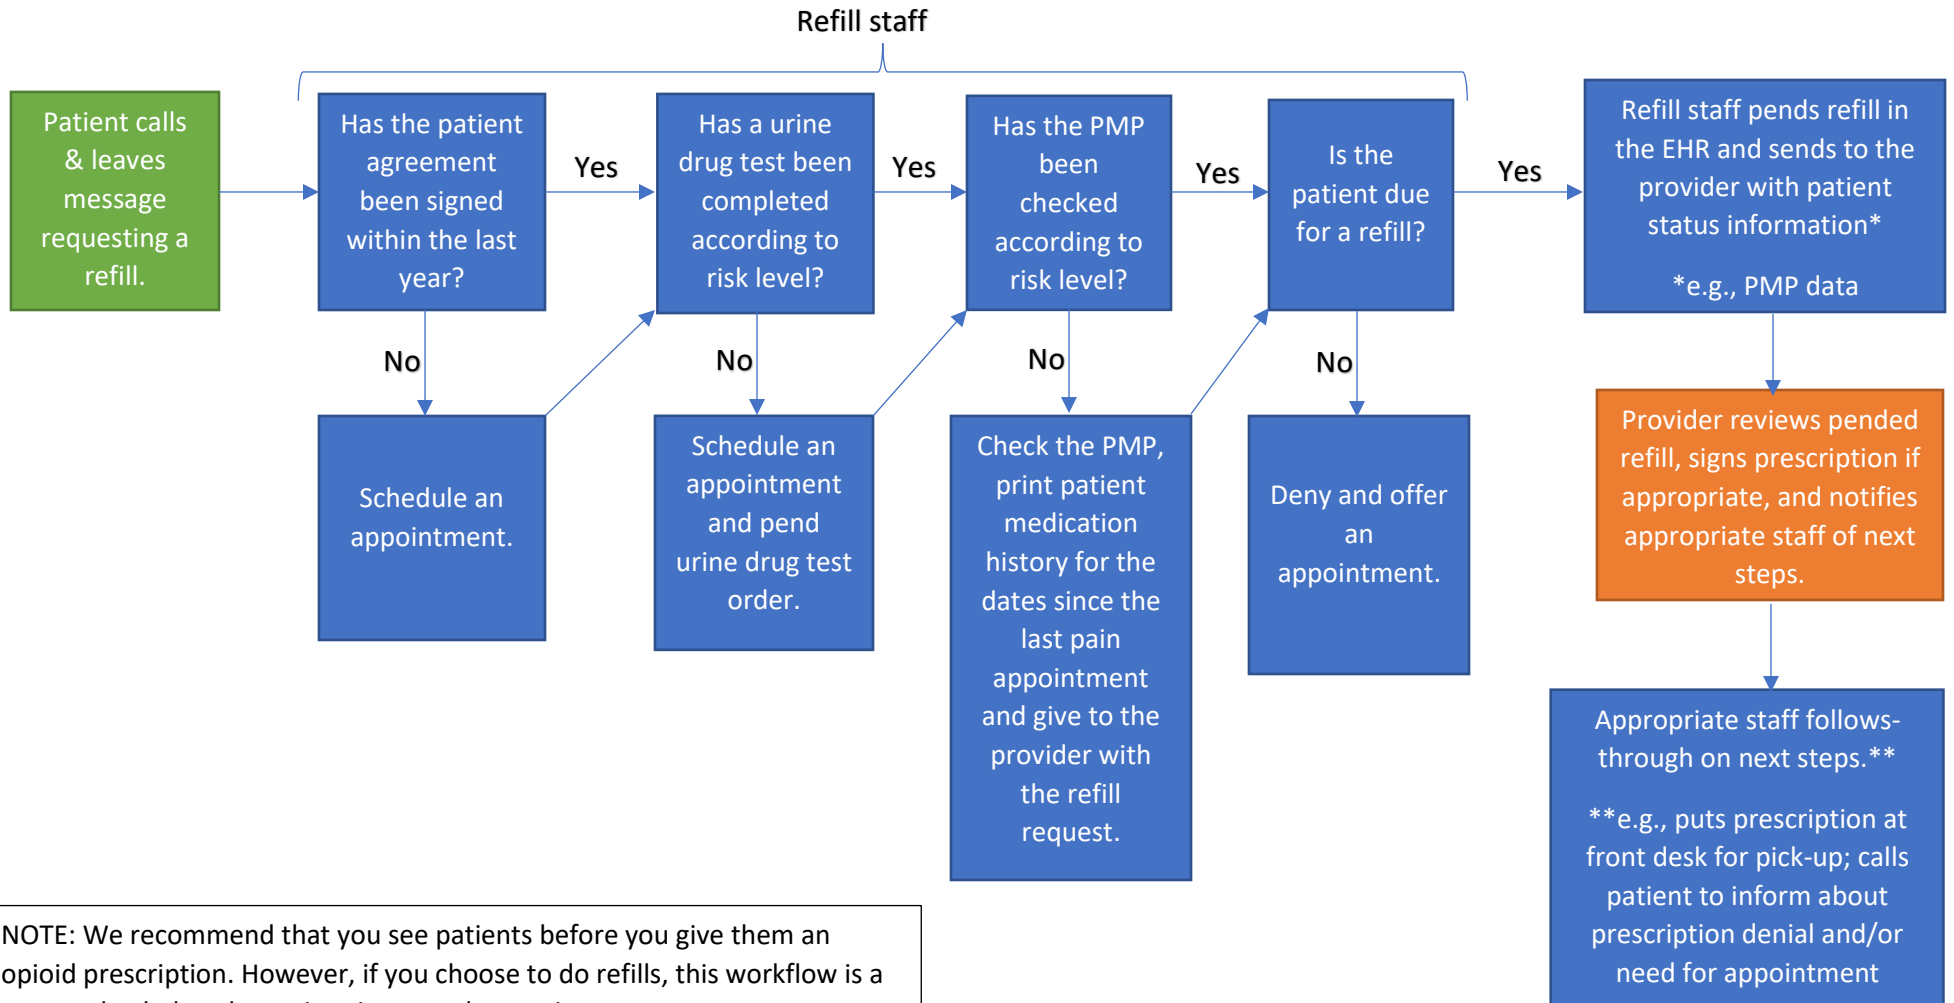 Refill staff
Patient calls
& leaves
message
requesting a
refill.
Has the patient
agreement
been signed
within the last
year?
Yes
Has a urine
drug test been
completed
according to
risk level?
Yes
Has the PMP
been
checked
according to
risk level?
Yes
Is the
patient due
for a refill?
Yes
Refill staff pends refill in
the EHR and sends to the
provider with patient
status information*
*e.g., PMP data
No
No
No
No
Schedule an
appointment.
Schedule an
appointment
and pend
urine drug test
order.
Check the PMP,
print patient
medication
history for the
dates since the
last pain
appointment
and give to the
provider with
the refill
request.
Deny and offer
an
appointment.
Provider reviews pended
refill, signs prescription if
appropriate, and notifies
appropriate staff of next
steps.
Appropriate staff follows-
through on next steps.**
**e.g., puts prescription at
front desk for pick-up; calls
patient to inform about
prescription denial and/or
need for appointment
NOTE: We recommend that you see patients before you give them an
opioid prescription. However, if you choose to do refills, this workflow is a